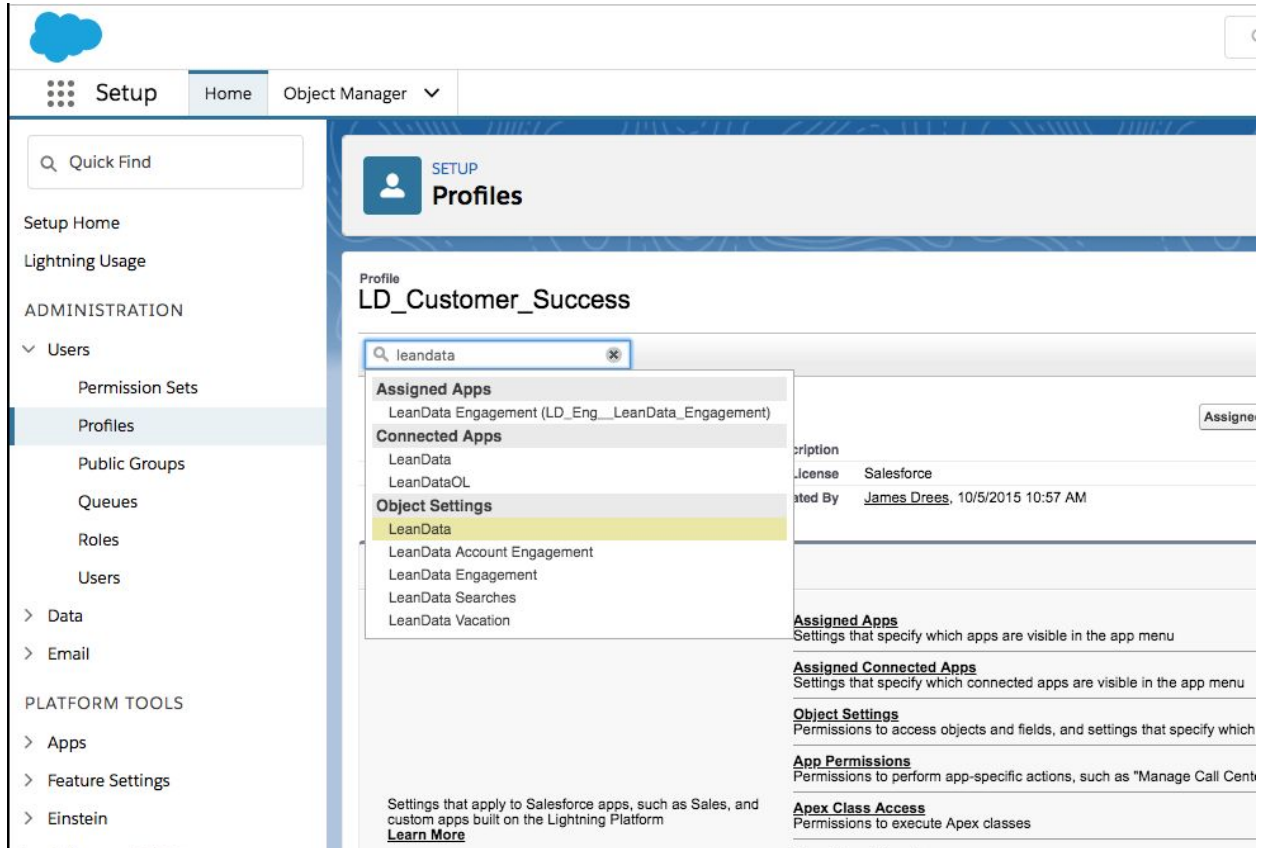 Setup
Home
Object Manager
Quick Find
Setup Home
Lightning Usage
ADMINISTRATION
Users
Permission Sets
Profiles
Public Groups
Queues
Roles
Users
Data
Email
PLATFORM TOOLS
Apps
Feature Settings
Einstein
SETUP
Profiles
Profile
LD_Customer_Success
leandata
Assigned Apps
LeanData Engagement (LD_Eng__LeanData_Engagement)
Connected Apps
LeanData
LeanDataOL
Object Settings
LeanData
LeanData Account Engagement
LeanData Engagement
LeanData Searches
LeanData Vacation
Assigne
cription
License Salesforce
ated By James Drees, 10/5/2015 10:57 AM
Settings that apply to Salesforce apps, such as Sales, and
custom apps built on the Lightning Platform
Learn More
Assigned Apps
Settings that specify which apps are visible in the app menu
Assigned Connected Apps
Settings that specify which connected apps are visible in the app menu
Object Settings
Permissions to access objects and fields, and settings that specify which
App Permissions
Permissions to perform app-specific actions, such as "Manage Call Cente
Apex Class Access
Permissions to execute Apex classes